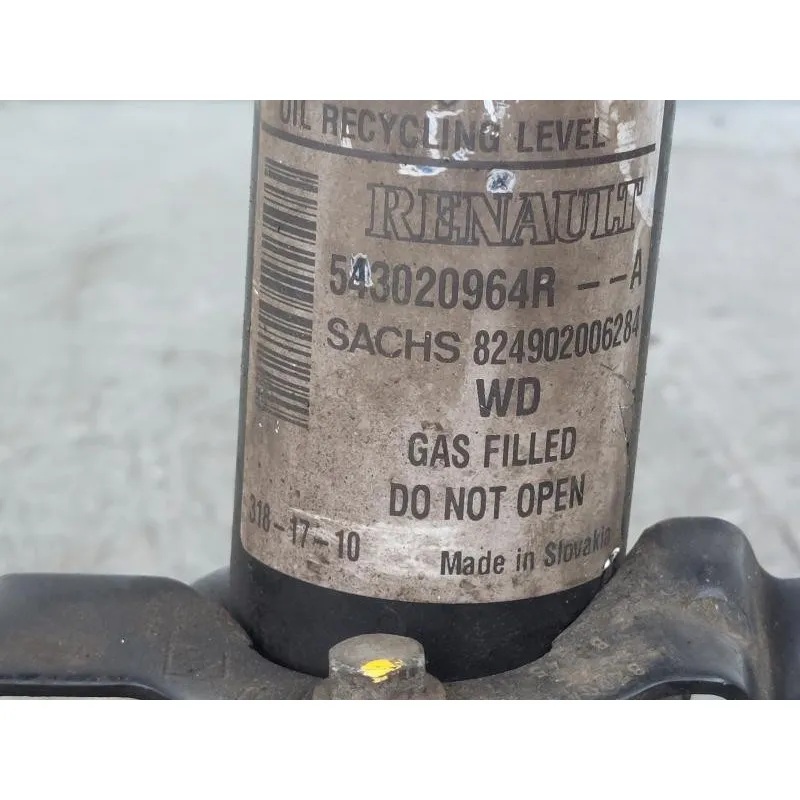 OIL RECYCLING LEVEL
RENAULT
543020964R --A
SACHS 824902006284
WD
GAS FILLED
DO NOT OPEN
318-17-10
Made in Slovakia